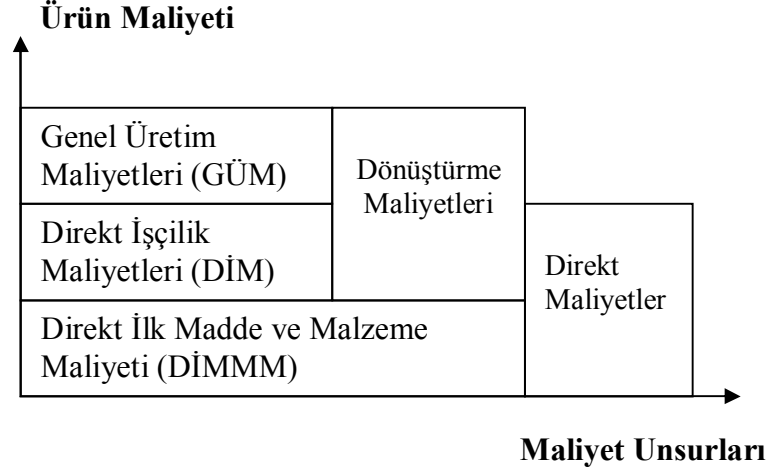 Ürün Maliyeti
Genel Üretim
Maliyetleri (GÜM)
Dönüştürme
Maliyetleri
Direkt İşçilik
Maliyetleri (DİM)
Direkt
Maliyetler
Direkt İlk Madde ve Malzeme
Maliyeti (DİMMM)
Maliyet Unsurları